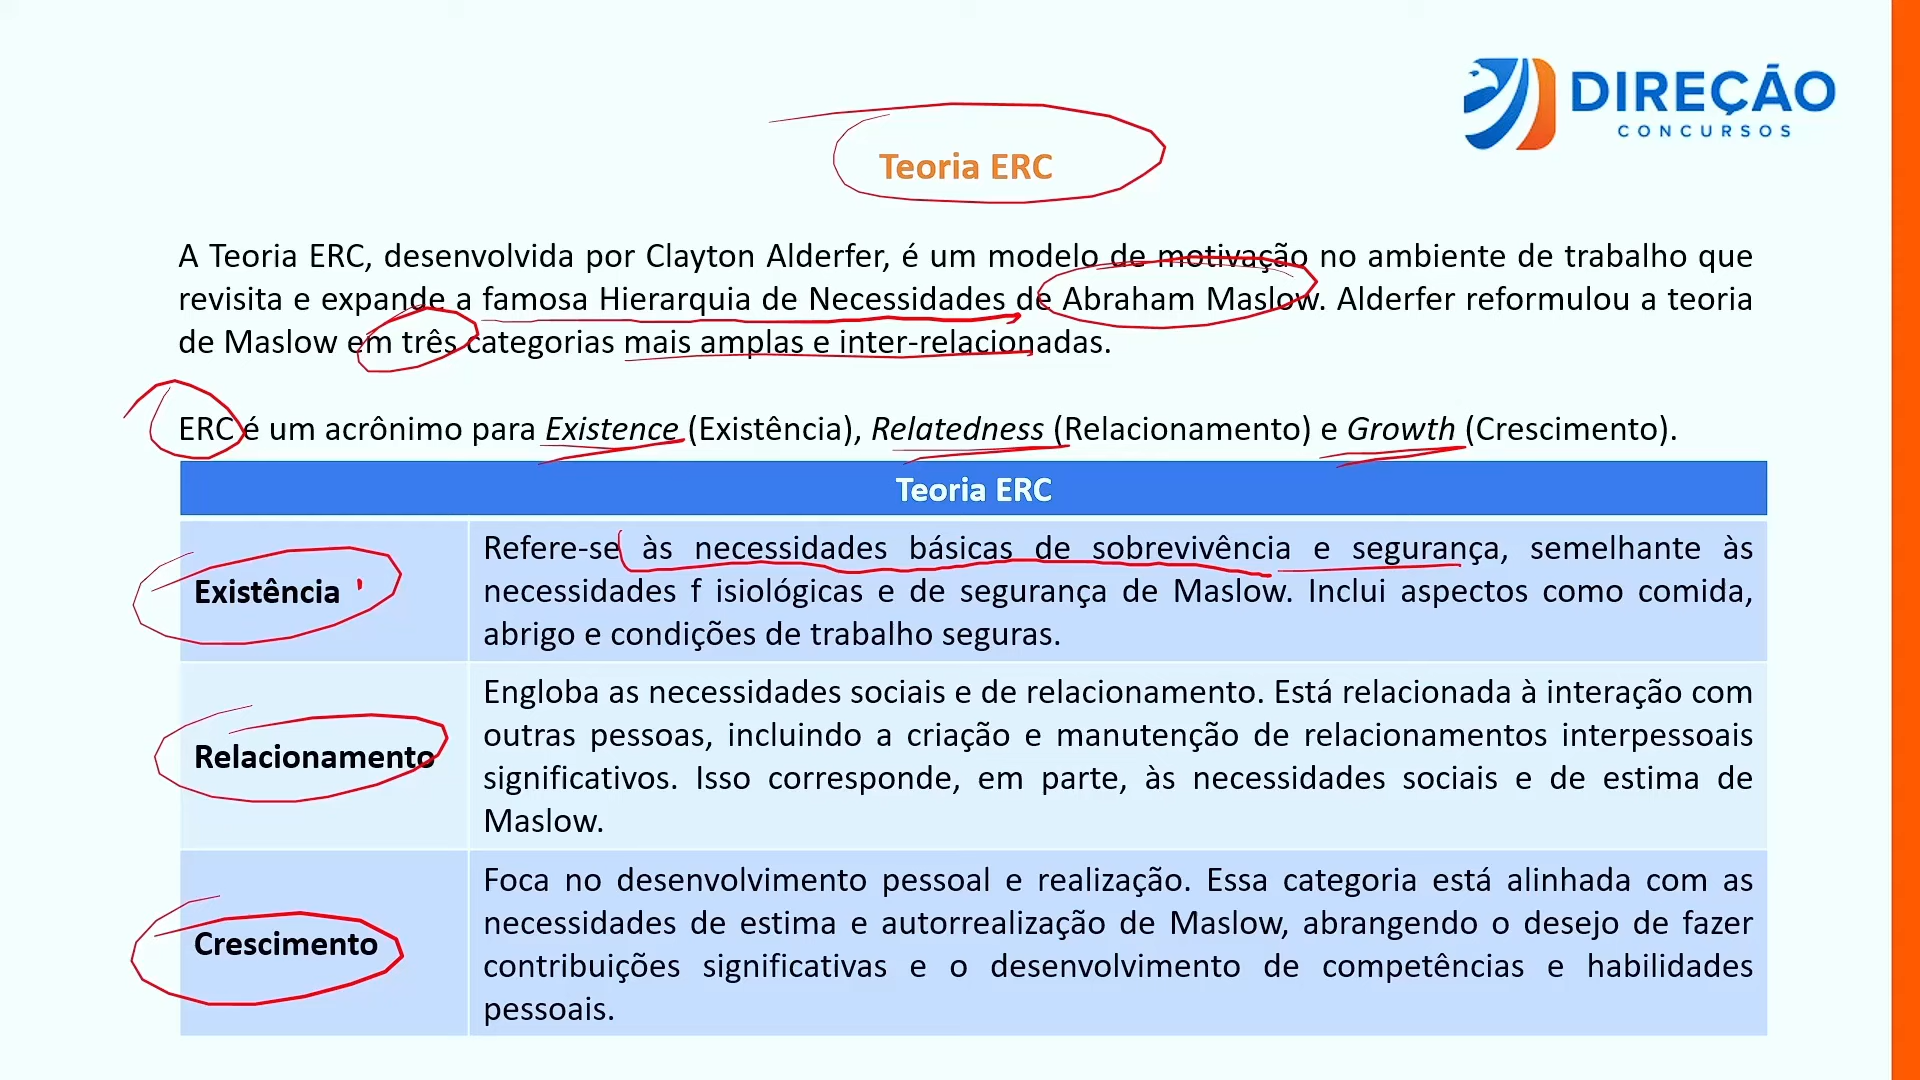 DIREÇÃO
CONCURSOS
Teoria ERC
A Teoria ERC, desenvolvida por Clayton Alderfer, é um modelo de motivação no ambiente de trabalho que
revisita e expande a famosa Hierarquia de Necessidades de Abraham Maslow. Alderfer reformulou a teoria
de Maslow em três categorias mais amplas e inter-relacionadas.
ERC é um acrônimo para Existence (Existência), Relatedness (Relacionamento) e Growth (Crescimento).
Teoria ERC
Existência
Refere-se às necessidades básicas de sobrevivência e segurança, semelhante às
necessidades f isiológicas e de segurança de Maslow. Inclui aspectos como comida,
abrigo e condições de trabalho seguras.
Relacionamento
Engloba as necessidades sociais e de relacionamento. Está relacionada à interação com
outras pessoas, incluindo a criação e manutenção de relacionamentos interpessoais
significativos. Isso corresponde, em parte, às necessidades sociais e de estima de
Maslow.
Crescimento
Foca no desenvolvimento pessoal e realização. Essa categoria está alinhada com as
necessidades de estima e autorrealização de Maslow, abrangendo o desejo de fazer
contribuições significativas e o desenvolvimento de competências e habilidades
pessoais.